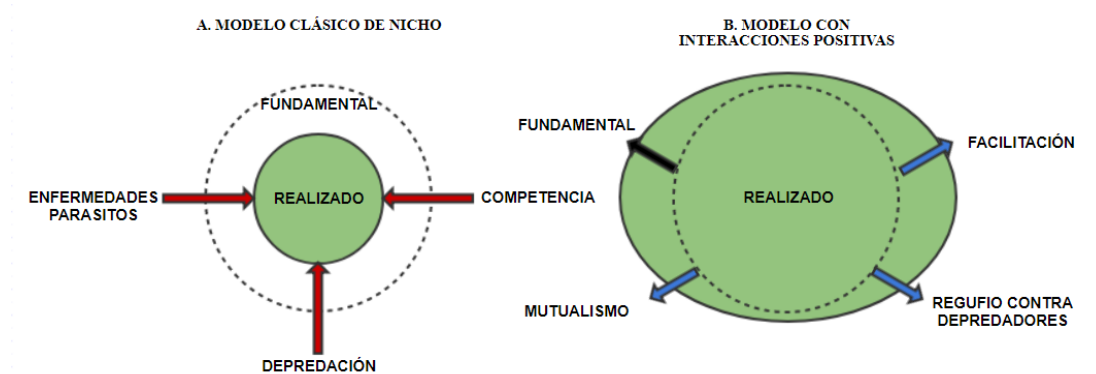 A. MODELO CLÁSICO DE NICHO
FUNDAMENTAL
ENFERMEDADES
PARASITOS
REALIZADO
COMPETENCIA
DEPREDACIÓN
B. MODELO CON
INTERACCIONES POSITIVAS
FUNDAMENTAL
FACILITACIÓN
REALIZADO
MUTUALISMO
REGUFIO CONTRA
DEPREDADORES